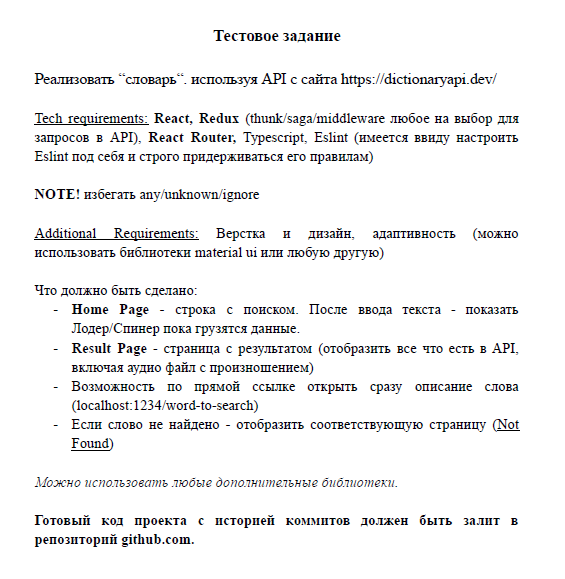 Тестовое задание
Реализовать “словарь“. используя API с сайта https://dictionaryapi.dev/
Tech requirements: React, Redux (thunk/saga/middleware любое на выбор для
запросов в API), React Router, Typescript, Eslint (имеется ввиду настроить
Eslint под себя и строго придерживаться его правилам)
NOTE! избегать any/unknown/ignore
Additional Requirements: Верстка и дизайн, адаптивность (можно
использовать библиотеки material ui или любую другую)
Что должно быть сделано:
- Home Page - строка с поиском. После ввода текста - показать
Лодер/Спинер пока грузятся данные.
- Result Page - страница с результатом (отобразить все что есть в API,
включая аудио файл с произношением)
- Возможность по прямой ссылке открыть сразу описание слова
(localhost:1234/word-to-search)
- Если слово не найдено - отобразить соответствующую страницу (Not
Found)
Можно использовать любые дополнительные библиотеки.
Готовый код проекта с историей коммитов должен быть залит в
репозиторий github.com.